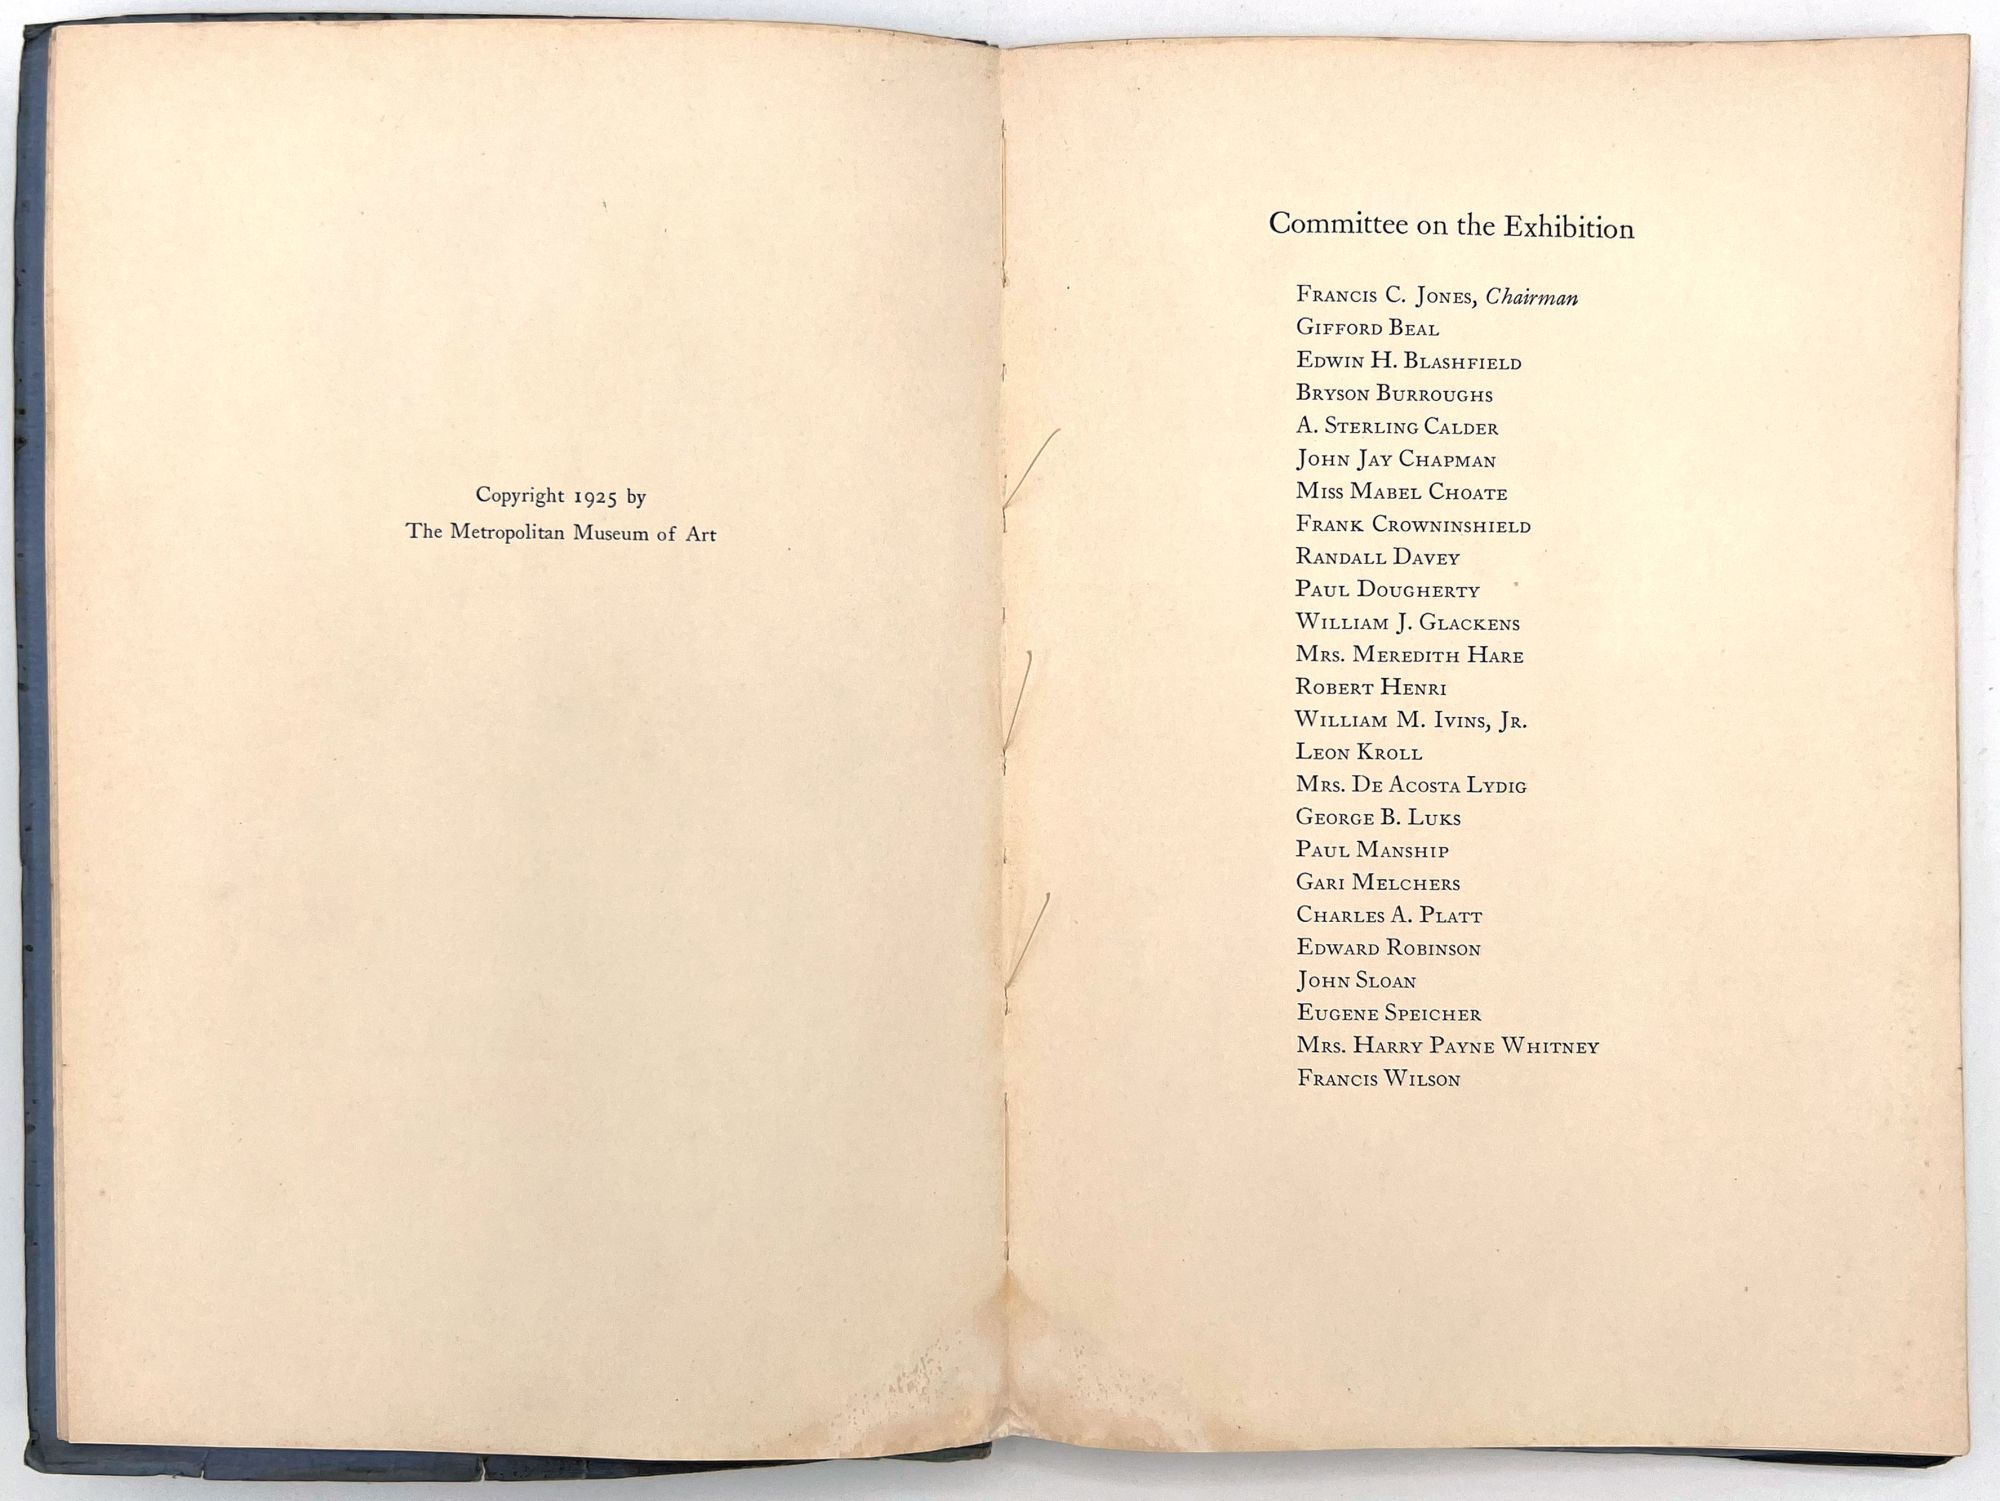 Copyright 1925 by
The Metropolitan Museum of Art
Committee on the Exhibition
Francis C. Jones, Chairman
Gifford Beal
Edwin H. Blashfield
Bryson Burroughs
A. Sterling Calder
John Jay Chapman
Miss Mabel Choate
Frank Crowninshield
Randall Davey
Paul Dougherty
William J. Glackens
Mrs. Meredith Hare
Robert Henri
William M. Ivins, Jr.
Leon Kroll
Mrs. De Acosta Lydig
George B. Luks
Paul Manship
Gari Melchers
Charles A. Platt
Edward Robinson
John Sloan
Eugene Speicher
Mrs. Harry Payne Whitney
Francis Wilson